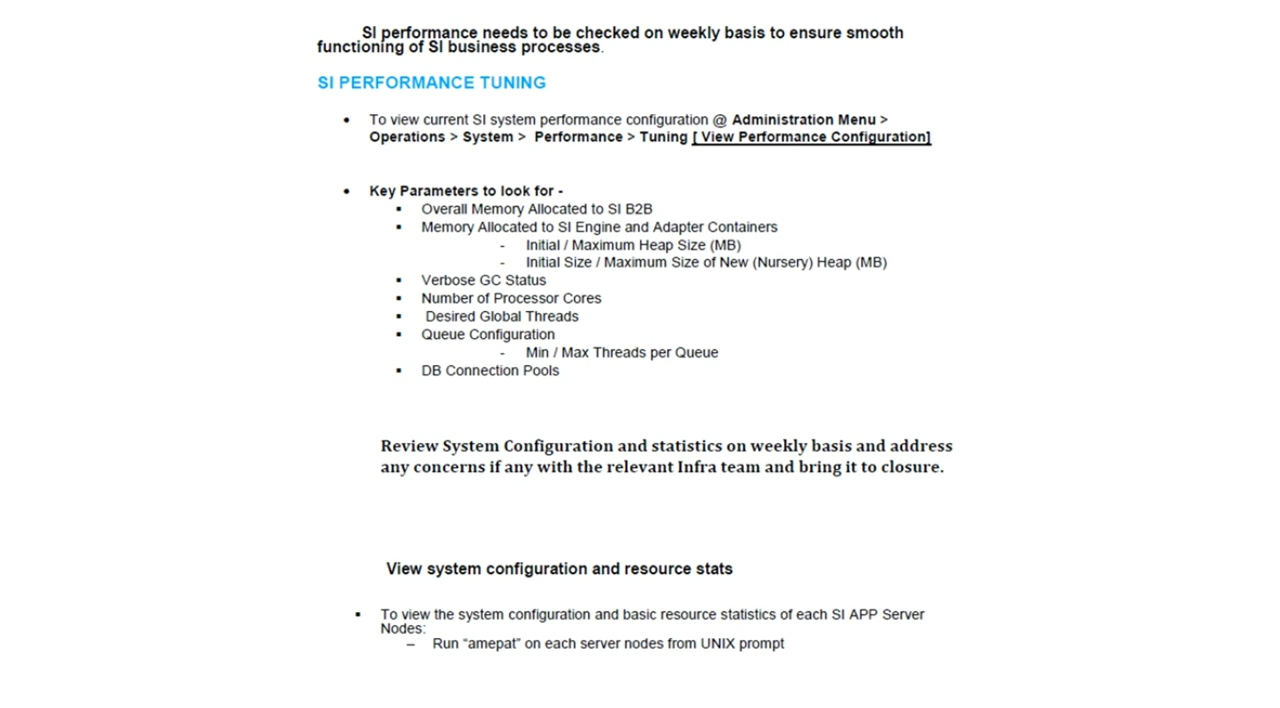 SI performance needs to be checked on weekly basis to ensure smooth
functioning of SI business processes.
SI PERFORMANCE TUNING
• To view current SI system performance configuration @ Administration Menu >
Operations > System > Performance > Tuning [ View Performance Configuration]
• Key Parameters to look for -
▪ Overall Memory Allocated to SI B2B
▪ Memory Allocated to SI Engine and Adapter Containers
- Initial / Maximum Heap Size (MB)
- Initial Size / Maximum Size of New (Nursery) Heap (MB)
▪ Verbose GC Status
▪ Number of Processor Cores
▪ Desired Global Threads
▪ Queue Configuration
- Min / Max Threads per Queue
▪ DB Connection Pools
Review System Configuration and statistics on weekly basis and address
any concerns if any with the relevant Infra team and bring it to closure.
View system configuration and resource stats
▪ To view the system configuration and basic resource statistics of each SI APP Server
Nodes:
– Run “amepat” on each server nodes from UNIX prompt